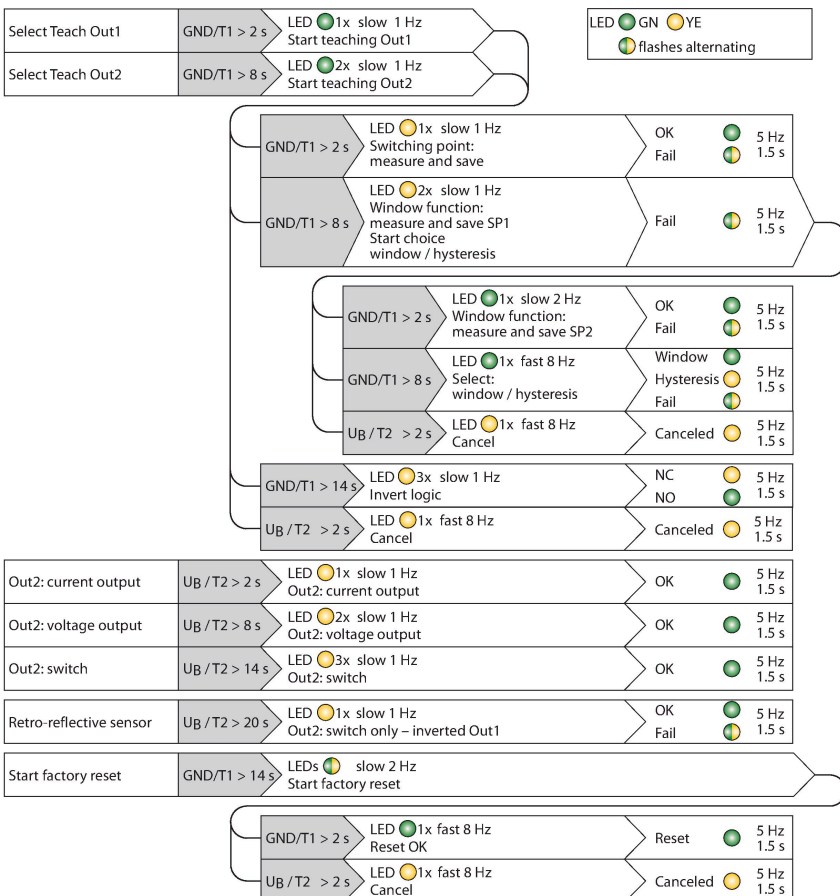 LED GN YE
flashes alternating
Select Teach Out1 GND/T1 > 2 s LED 1x slow 1 Hz
Start teaching Out1
Select Teach Out2 GND/T1 > 8 s LED 2x slow 1 Hz
Start teaching Out2
GND/T1 > 2 s LED 1x slow 1 Hz
Switching point:
measure and save
OK
Fail
5 Hz
1.5 s
GND/T1 > 8 s LED 2x slow 1 Hz
Window function:
measure and save SP1
Start choice
window / hysteresis
Fail
5 Hz
1.5 s
GND/T1 > 2 s LED 1x slow 2 Hz
Window function:
measure and save SP2
OK
Fail
5 Hz
1.5 s
GND/T1 > 8 s LED 1x fast 8 Hz
Select:
window / hysteresis
Window
Hysteresis
Fail
5 Hz
1.5 s
UB / T2 > 2 s LED 1x fast 8 Hz
Cancel
Canceled
5 Hz
1.5 s
GND/T1 > 14 s LED 3x slow 1 Hz
Invert logic
NC
NO
5 Hz
1.5 s
UB / T2 > 2 s LED 1x fast 8 Hz
Cancel
Canceled
5 Hz
1.5 s
Out2: current output UB / T2 > 2 s LED 1x slow 1 Hz
Out2: current output
OK
5 Hz
1.5 s
Out2: voltage output UB / T2 > 8 s LED 2x slow 1 Hz
Out2: voltage output
OK
5 Hz
1.5 s
Out2: switch UB / T2 > 14 s LED 3x slow 1 Hz
Out2: switch
OK
5 Hz
1.5 s
Retro-reflective sensor UB / T2 > 20 s LED 1x slow 1 Hz
Out2: switch only – inverted Out1
OK
Fail
5 Hz
1.5 s
Start factory reset GND/T1 > 14 s LEDs slow 2 Hz
Start factory reset
GND/T1 > 2 s LED 1x fast 8 Hz
Reset OK
Reset
5 Hz
1.5 s
UB / T2 > 2 s LED 1x fast 8 Hz
Cancel
Canceled
5 Hz
1.5 s